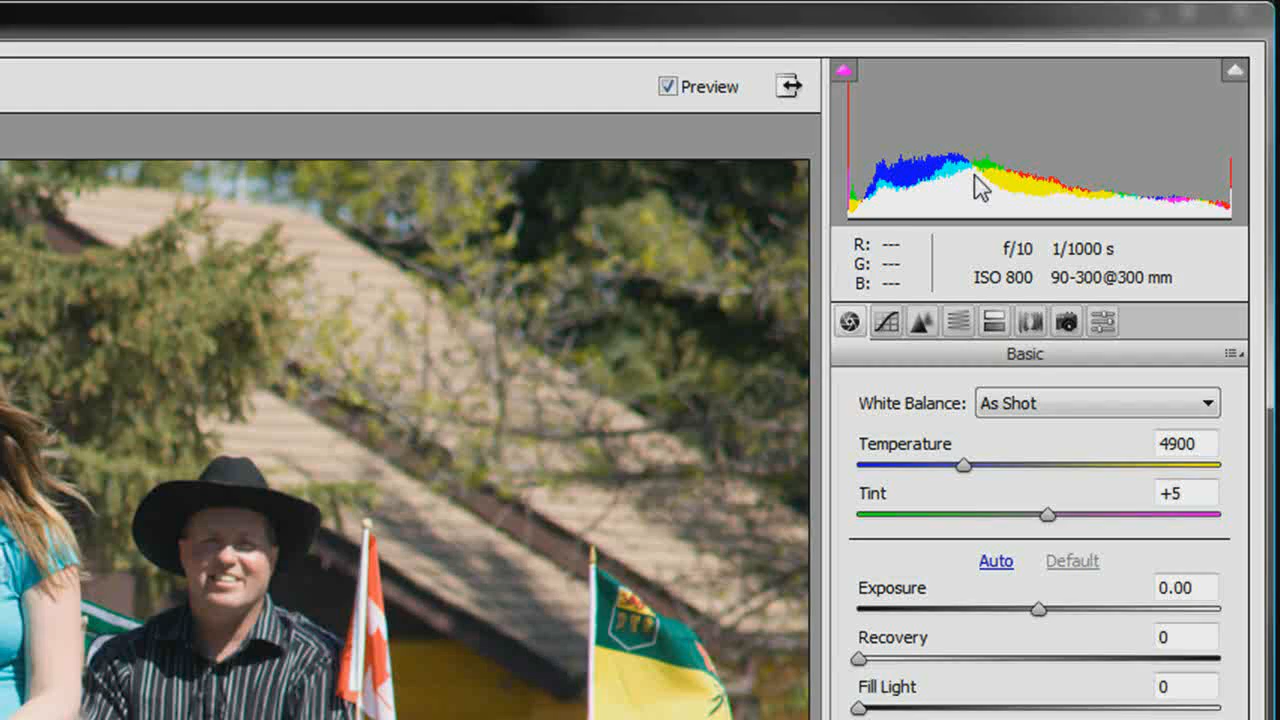 Preview
R: ---
G: ---
B: ---
f/10 1/1000 s
ISO 800 90-300@300 mm
Basic
White Balance: As Shot
Temperature 4900
Tint +5
Auto Default
Exposure 0.00
Recovery 0
Fill Light 0